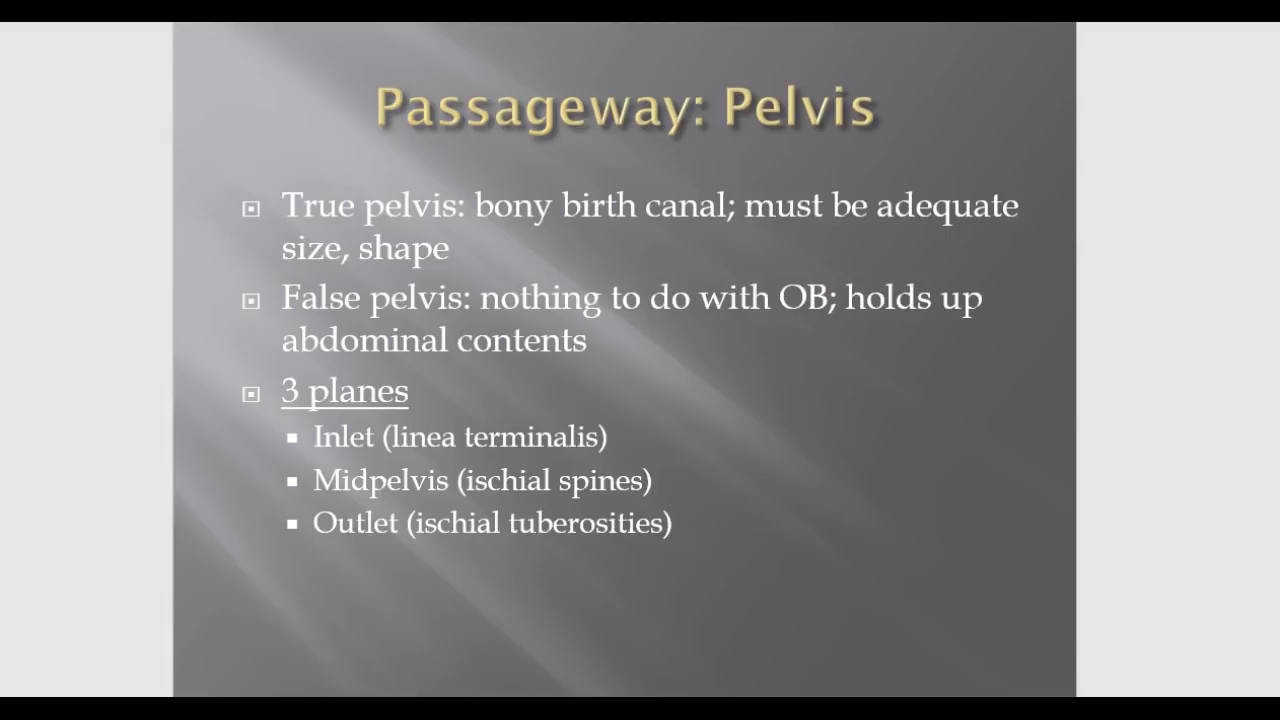 Passageway: Pelvis
True pelvis: bony birth canal; must be adequate
size, shape
False pelvis: nothing to do with OB; holds up
abdominal contents
3 planes
Inlet (linea terminalis)
Midpelvis (ischial spines)
Outlet (ischial tuberosities)